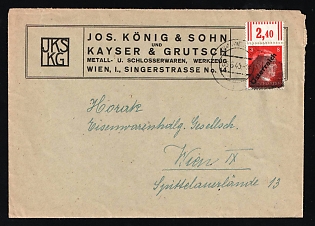 JKS
KG
JOS. KÖNIG & SOHN
UND
KAYSER & GRUTSCH
METALL- U. SCHLOSSERWAREN, WERKZEUG
WIEN, I., SINGERSTRASSE No.
2,40
8
Horak
Eisenwarenhdlg. Gesellsch.
Wien IX
Spittelauerlände 13